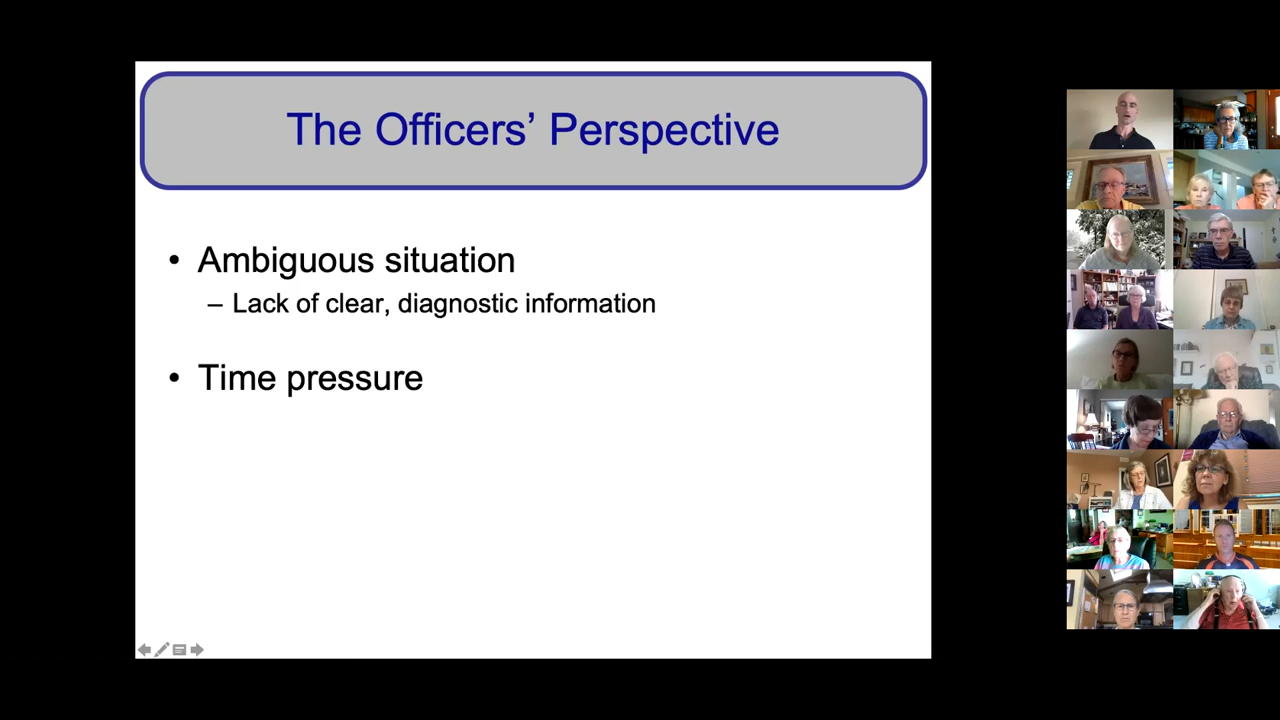 The Officers’ Perspective
• Ambiguous situation
– Lack of clear, diagnostic information
• Time pressure